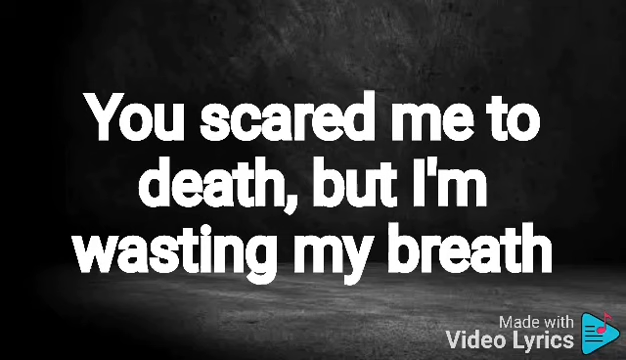 You scared me to
death, but I'm
wasting my breath
Made with
Video Lyrics